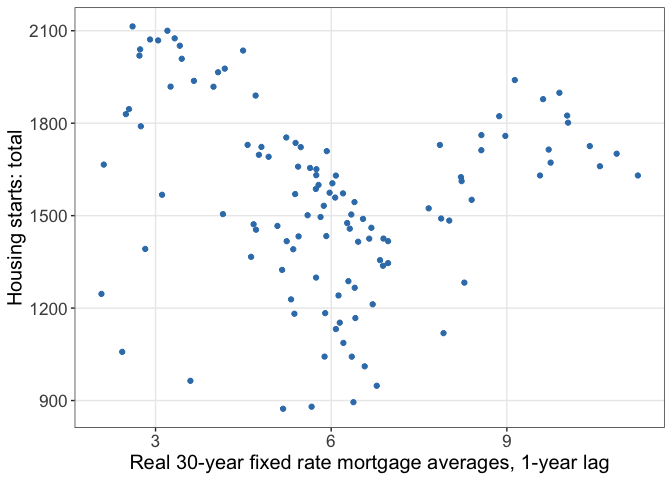 2100
1800
1500
1200
900
Housing starts: total
3 6 9
Real 30-year fixed rate mortgage averages, 1-year lag